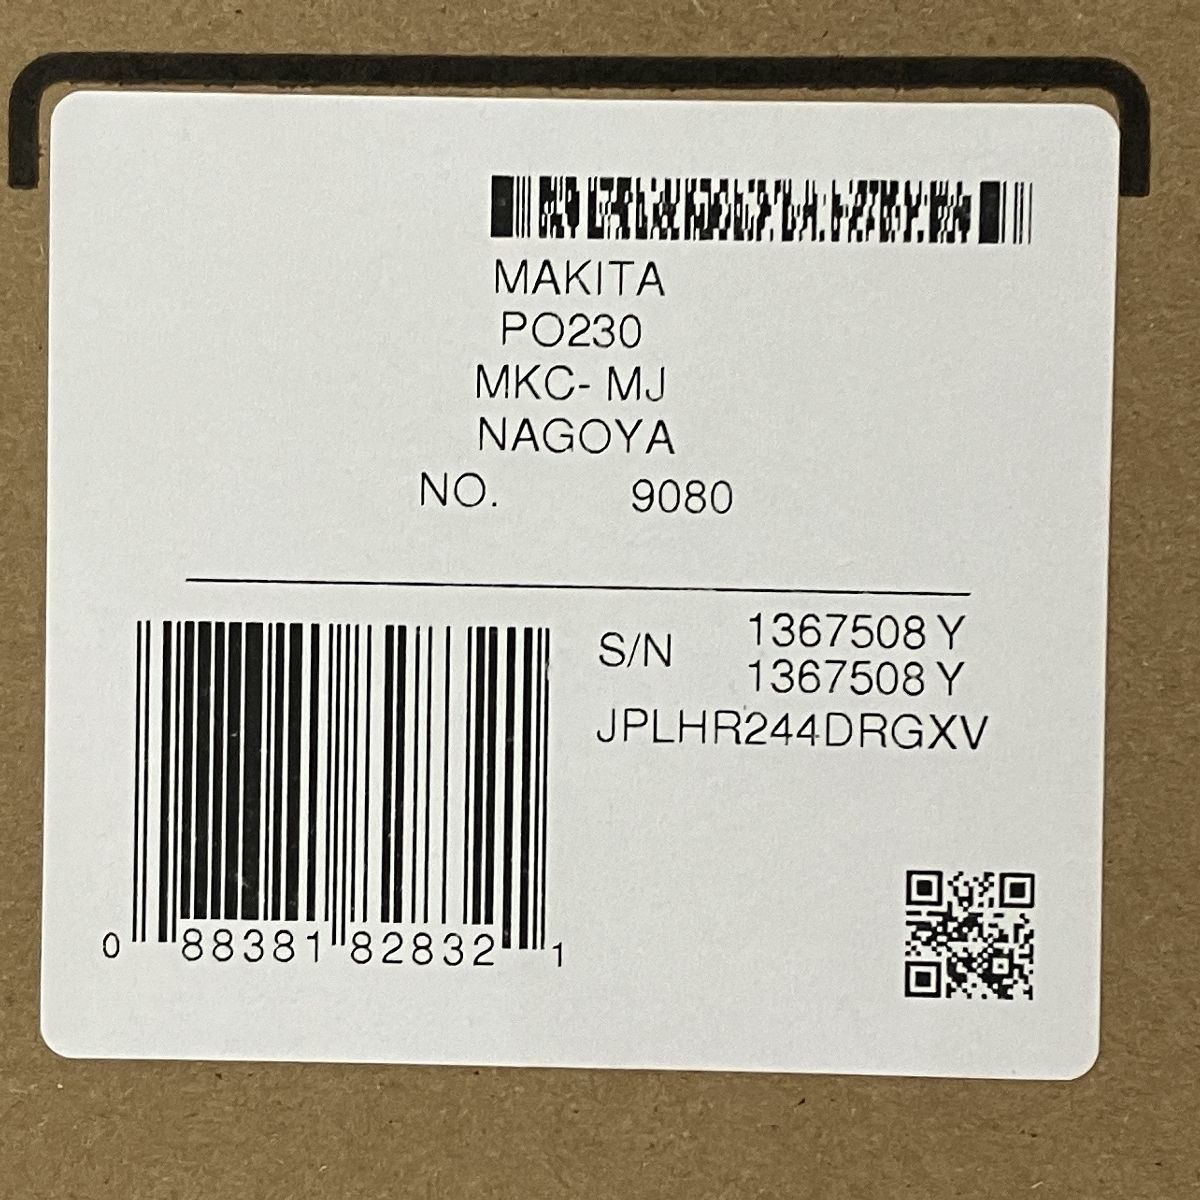 MAKITA
PO230
MKC- MJ
NAGOYA
NO. 9080
S/N 1367508 Y
1367508 Y
JPLHR244DRGXV
0 88381 82832 1